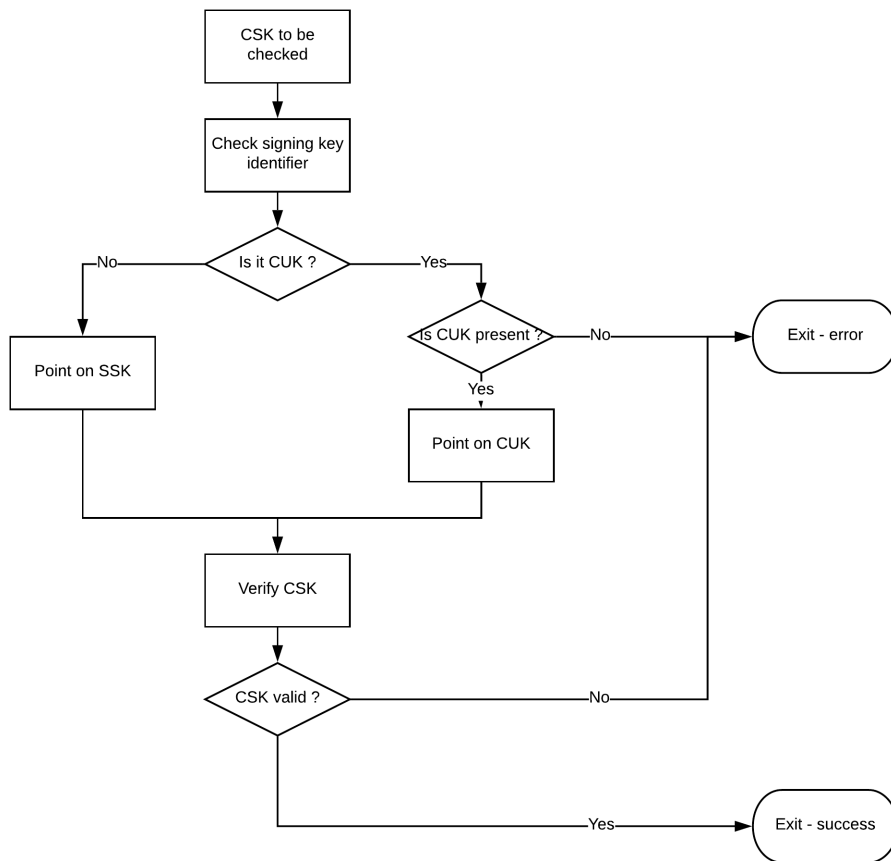 CSK to be
checked
Check signing key
identifier
Is it CUK ?
No
Yes
Is CUK present ?
No
Exit - error
Point on SSK
Yes
Point on CUK
Verify CSK
CSK valid ?
No
Yes
Exit - success